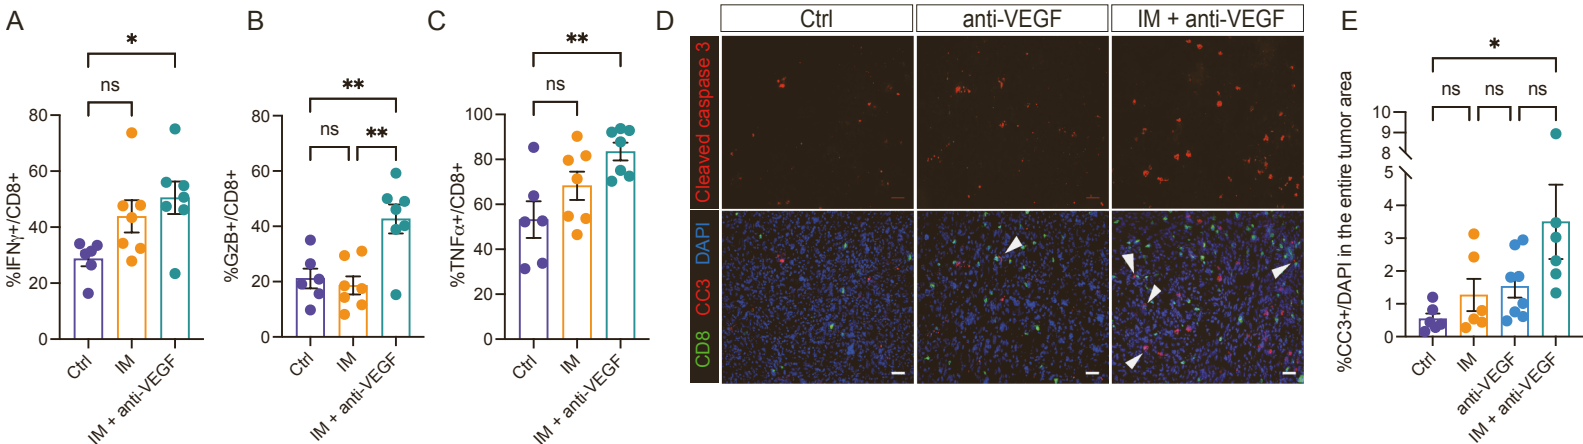 A
%IFNγ+/CD8+
*
ns
80
60
40
20
0
Ctrl
IM
IM + anti-VEGF
B
%GzB+/CD8+
**
ns
**
80
60
40
20
0
Ctrl
IM
IM + anti-VEGF
C
%TNFα+/CD8+
**
ns
100
80
60
40
20
0
Ctrl
IM
IM + anti-VEGF
D
Ctrl
anti-VEGF
IM + anti-VEGF
Cleaved caspase 3
CD8 CC3 DAPI
E
%CC3+/DAPI in the entire tumor area
*
ns
ns
ns
10
9
8
5
4
3
2
1
0
Ctrl
IM
anti-VEGF
IM + anti-VEGF